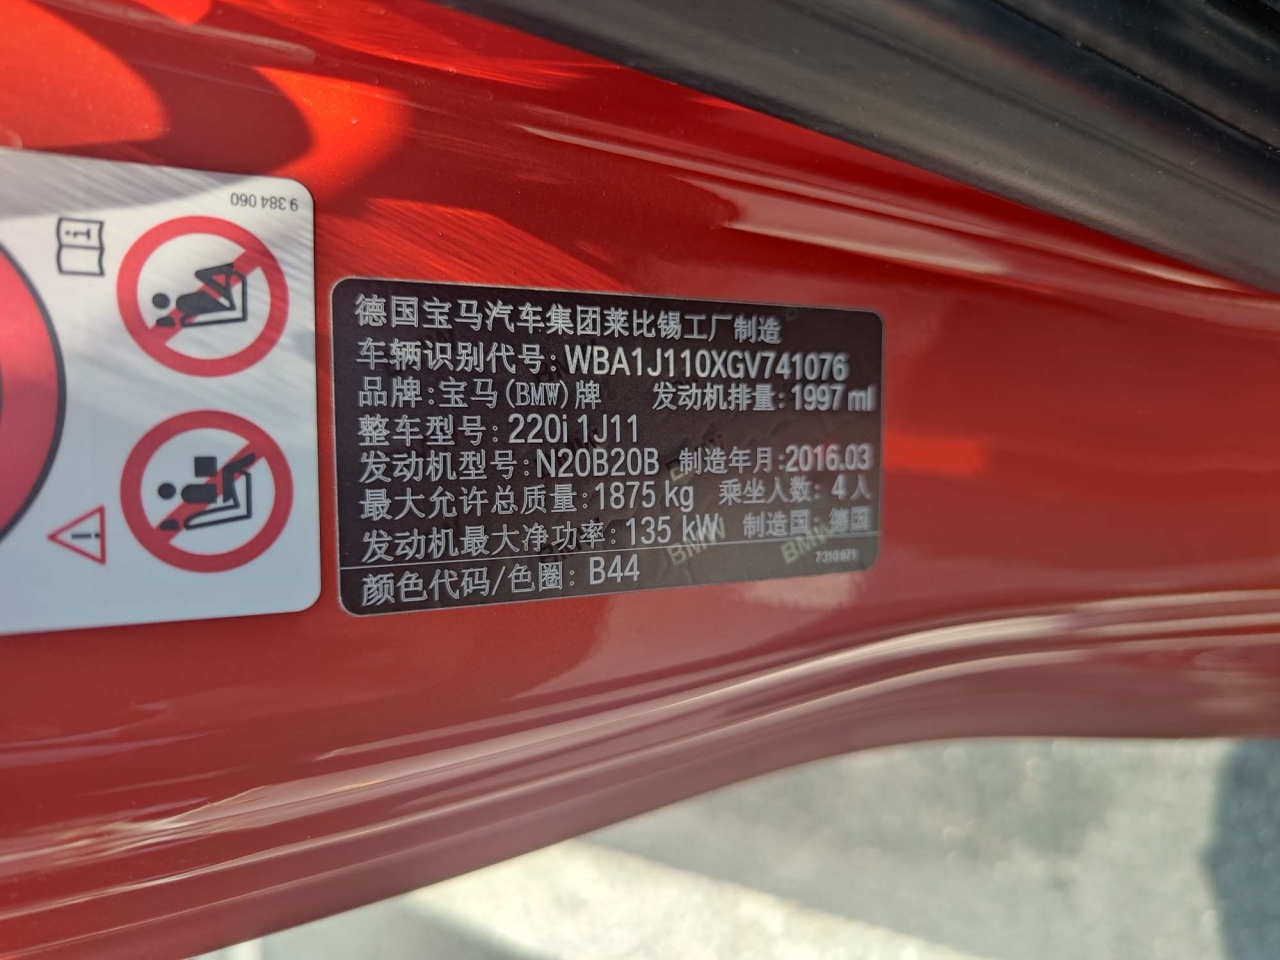 9 384 060
德国宝马汽车集团莱比锡工厂制造
车辆识别代号: WBA1J110XGV741076
品牌: 宝马(BMW)牌 发动机排量: 1997 ml
整车型号: 220i 1J11
发动机型号: N20B20B 制造年月:2016.03
最大允许总质量: 1875 kg 乘坐人数: 4人
发动机最大净功率: 135 kW 制造国: 德国
颜色代码/色圈: B44
7310871